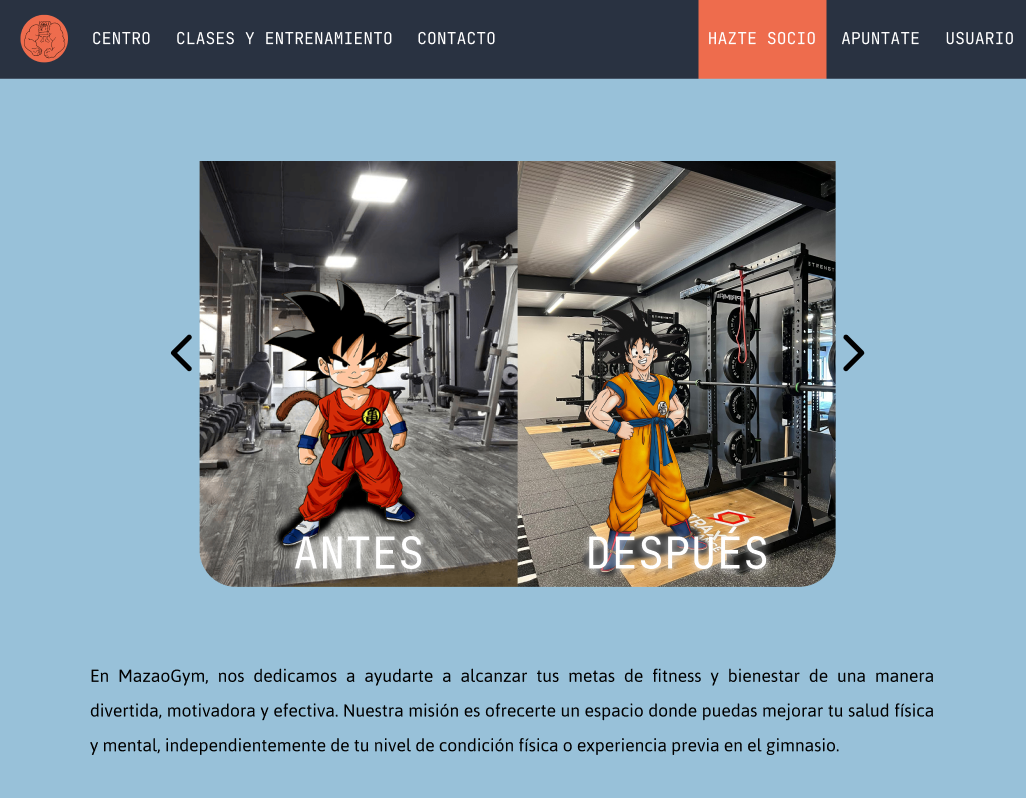 CENTRO CLASES Y ENTRENAMIENTO CONTACTO HAZTE SOCIO APUNTATE USUARIO
ANTES DESPUÉS
En MazaoGym, nos dedicamos a ayudarte a alcanzar tus metas de fitness y bienestar de una manera
divertida, motivadora y efectiva. Nuestra misión es ofrecerte un espacio donde puedas mejorar tu salud física
y mental, independientemente de tu nivel de condición física o experiencia previa en el gimnasio.